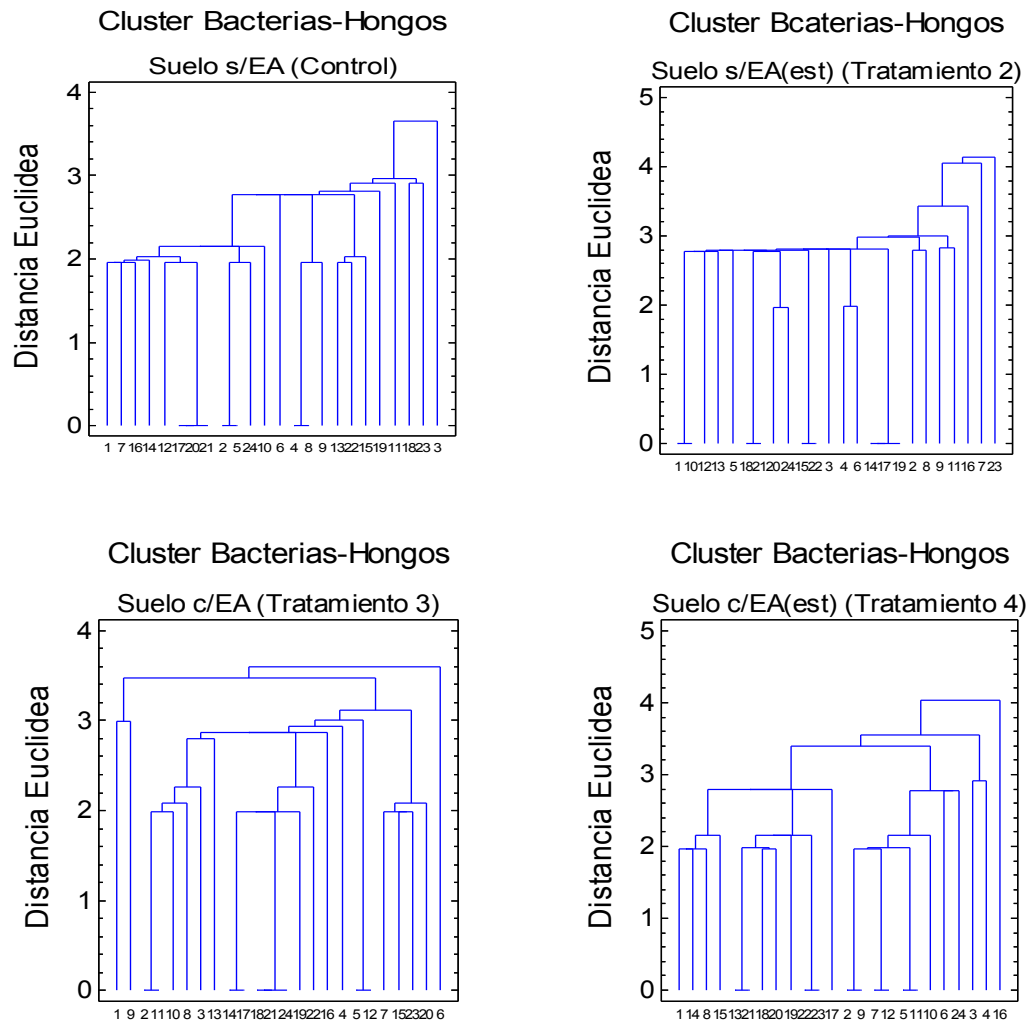 Cluster Bacterias-Hongos
Suelo s/EA (Control)
Distancia Euclidea
4
3
2
1
0
1 7 16 14 12 17 20 21 2 5 24 10 6 4 8 9 13 22 15 19 11 18 23 3
Cluster Bcaterias-Hongos
Suelo s/EA(est) (Tratamiento 2)
Distancia Euclidea
5
4
3
2
1
0
1 10 12 13 5 18 21 20 24 15 22 3 4 6 14 17 19 2 8 9 11 16 7 23
Cluster Bacterias-Hongos
Suelo c/EA (Tratamiento 3)
Distancia Euclidea
4
3
2
1
0
1 9 2 11 10 8 3 13 14 17 18 21 24 19 22 16 4 5 12 7 15 23 20 6
Cluster Bacterias-Hongos
Suelo c/EA(est) (Tratamiento 4)
Distancia Euclidea
5
4
3
2
1
0
1 14 8 15 13 21 18 20 19 22 23 17 2 9 7 12 5 11 10 6 24 3 4 16